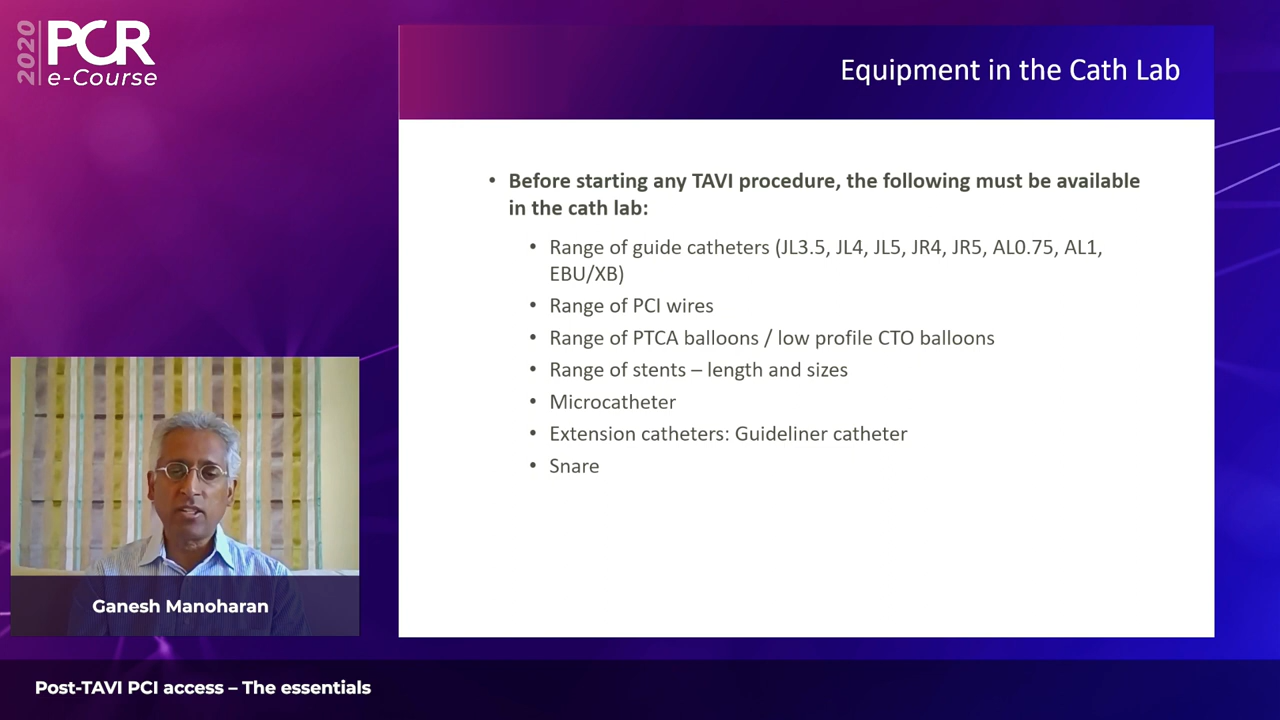 2020
PCR
e-Course
Equipment in the Cath Lab
• Before starting any TAVI procedure, the following must be available
in the cath lab:
• Range of guide catheters (JL3.5, JL4, JL5, JR4, JR5, AL0.75, AL1,
EBU/XB)
• Range of PCI wires
• Range of PTCA balloons / low profile CTO balloons
• Range of stents – length and sizes
• Microcatheter
• Extension catheters: Guideliner catheter
• Snare
Ganesh Manoharan
Post-TAVI PCI access – The essentials